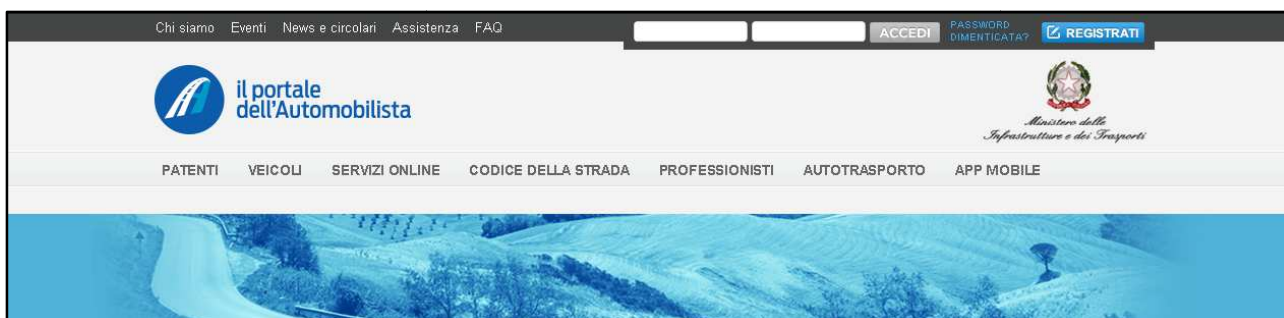 Chi siamo Eventi News e circolari Assistenza FAQ ACCEDI PASSWORD DIMENTICATA? REGISTRATI
il portale
dell'Automobilista
Ministero delle
Infrastrutture e dei Trasporti
PATENTI VEICOLI SERVIZI ONLINE CODICE DELLA STRADA PROFESSIONISTI AUTOTRASPORTO APP MOBILE